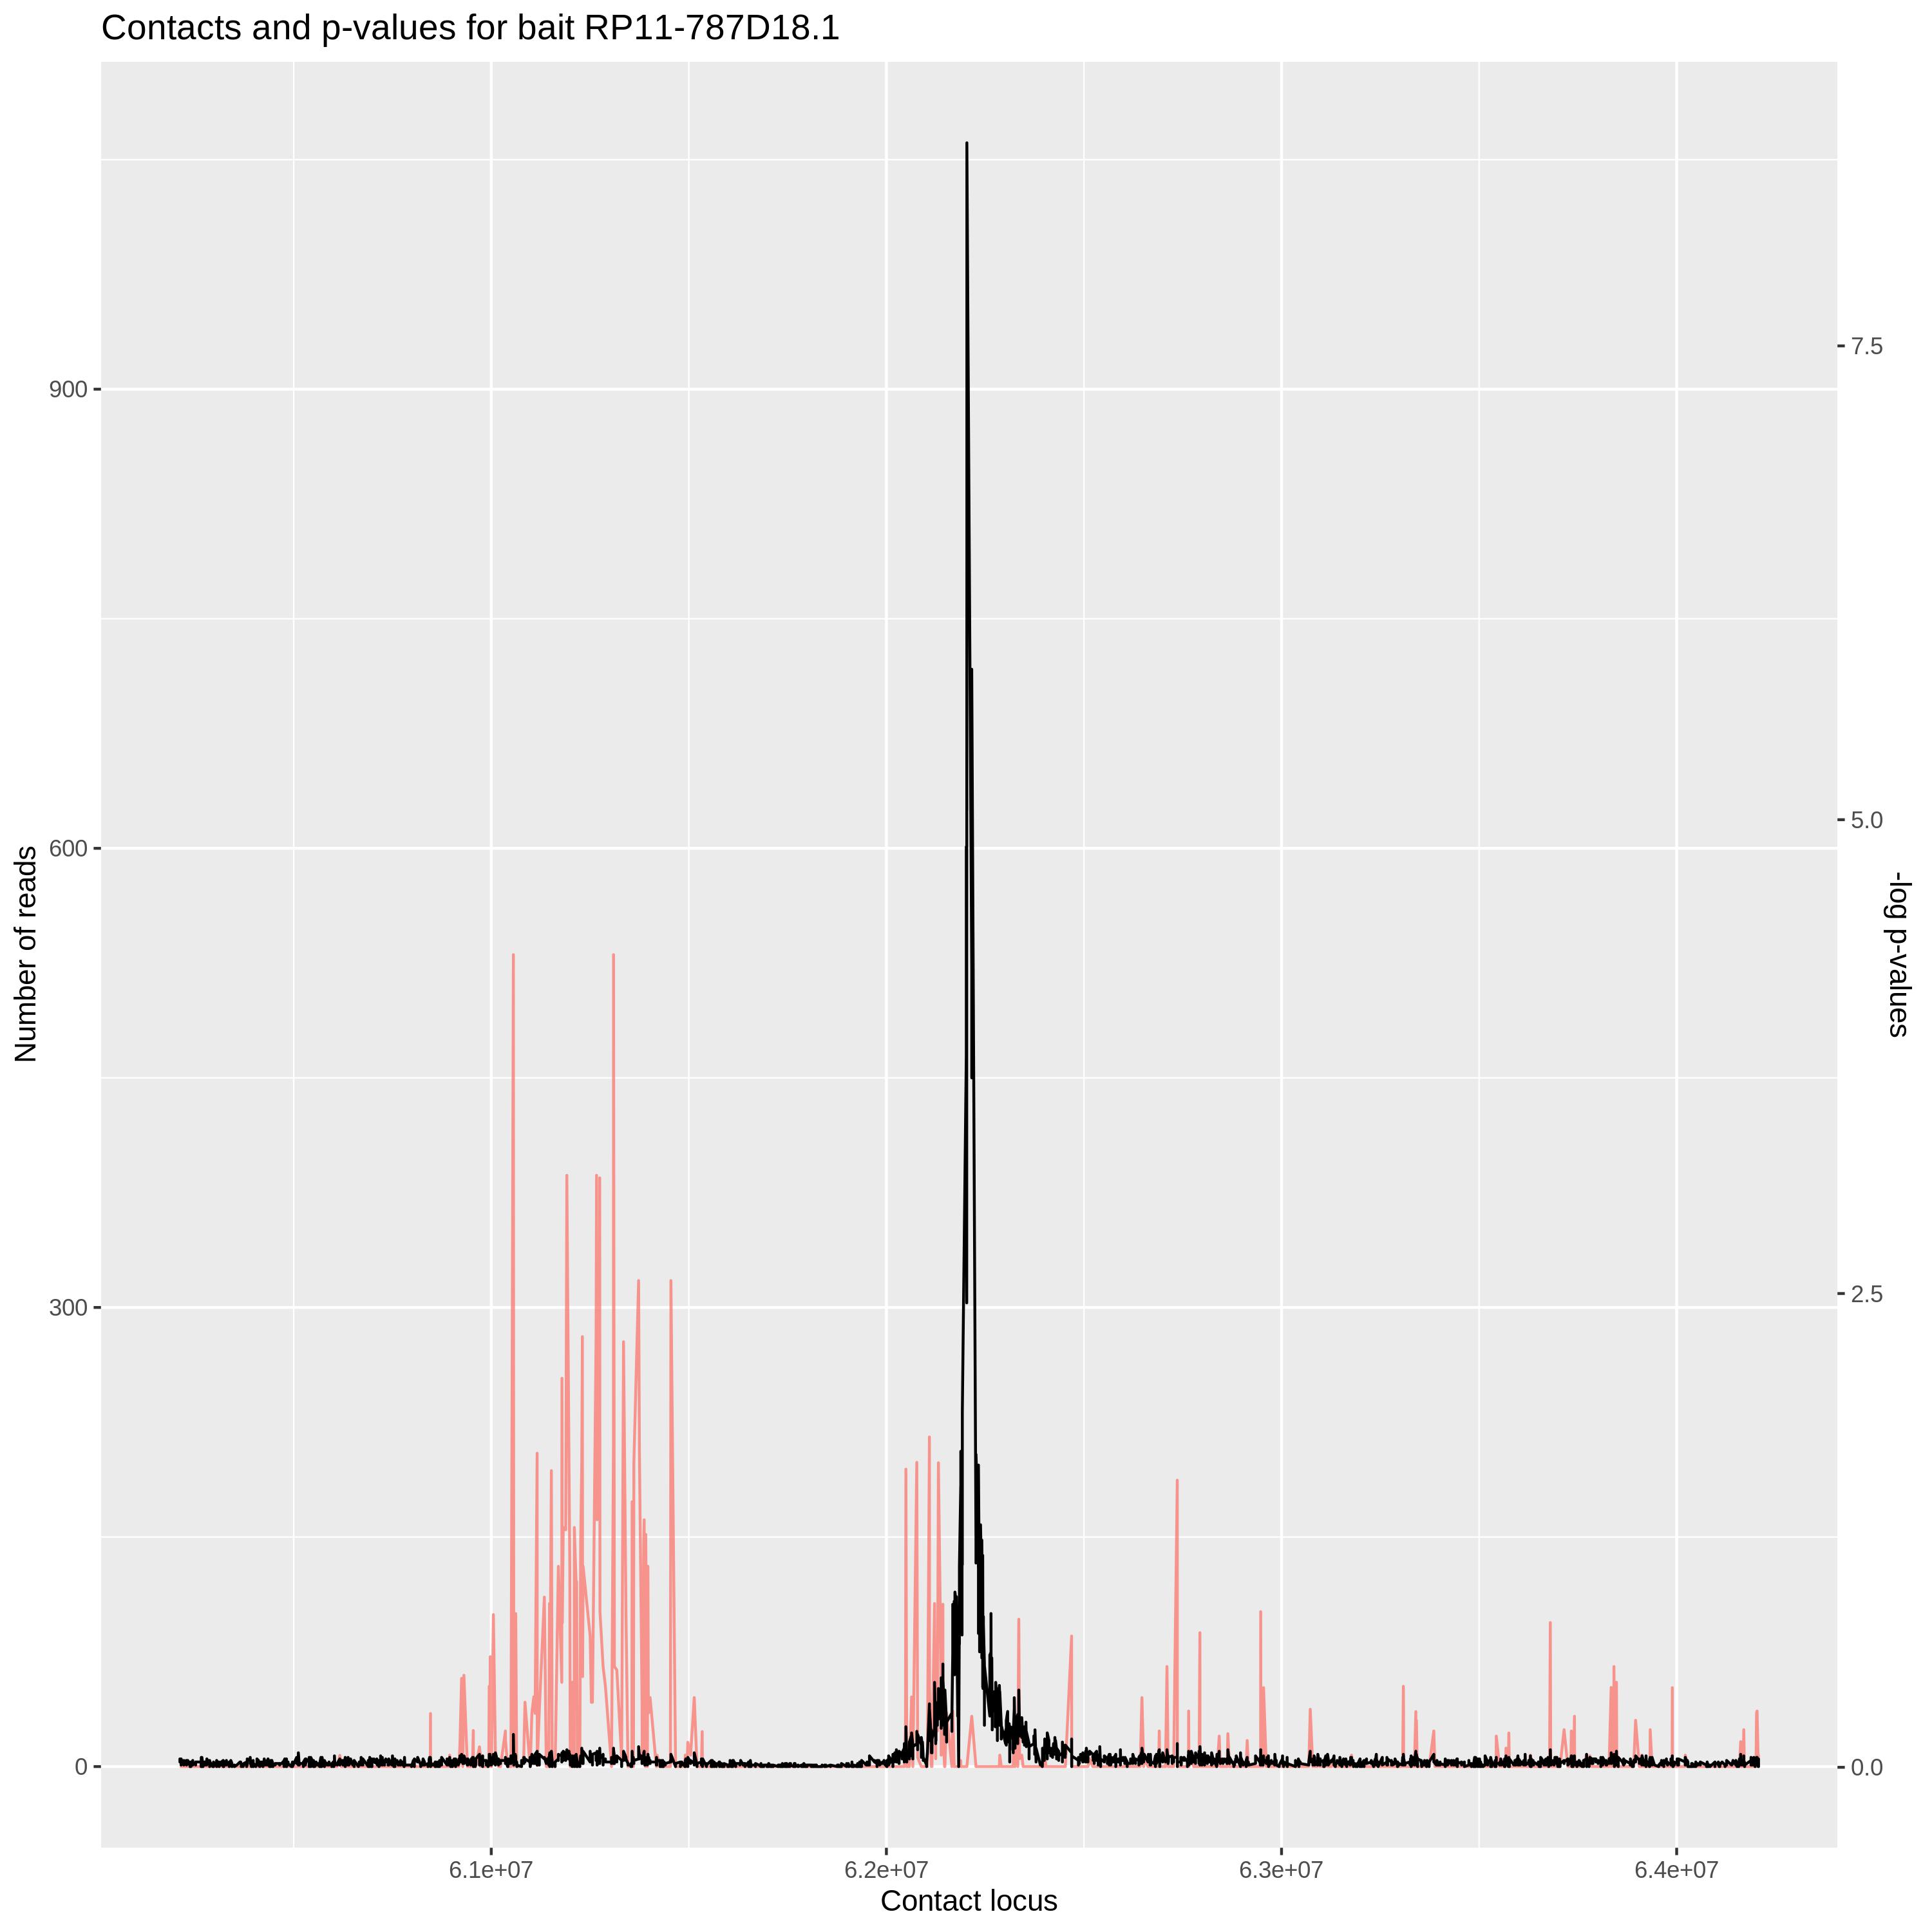 Contacts and p-values for bait RP11-787D18.1
900
600
300
0
Number of reads
7.5
5.0
2.5
0.0
-log p-values
6.1e+07
6.2e+07
6.3e+07
6.4e+07
Contact locus